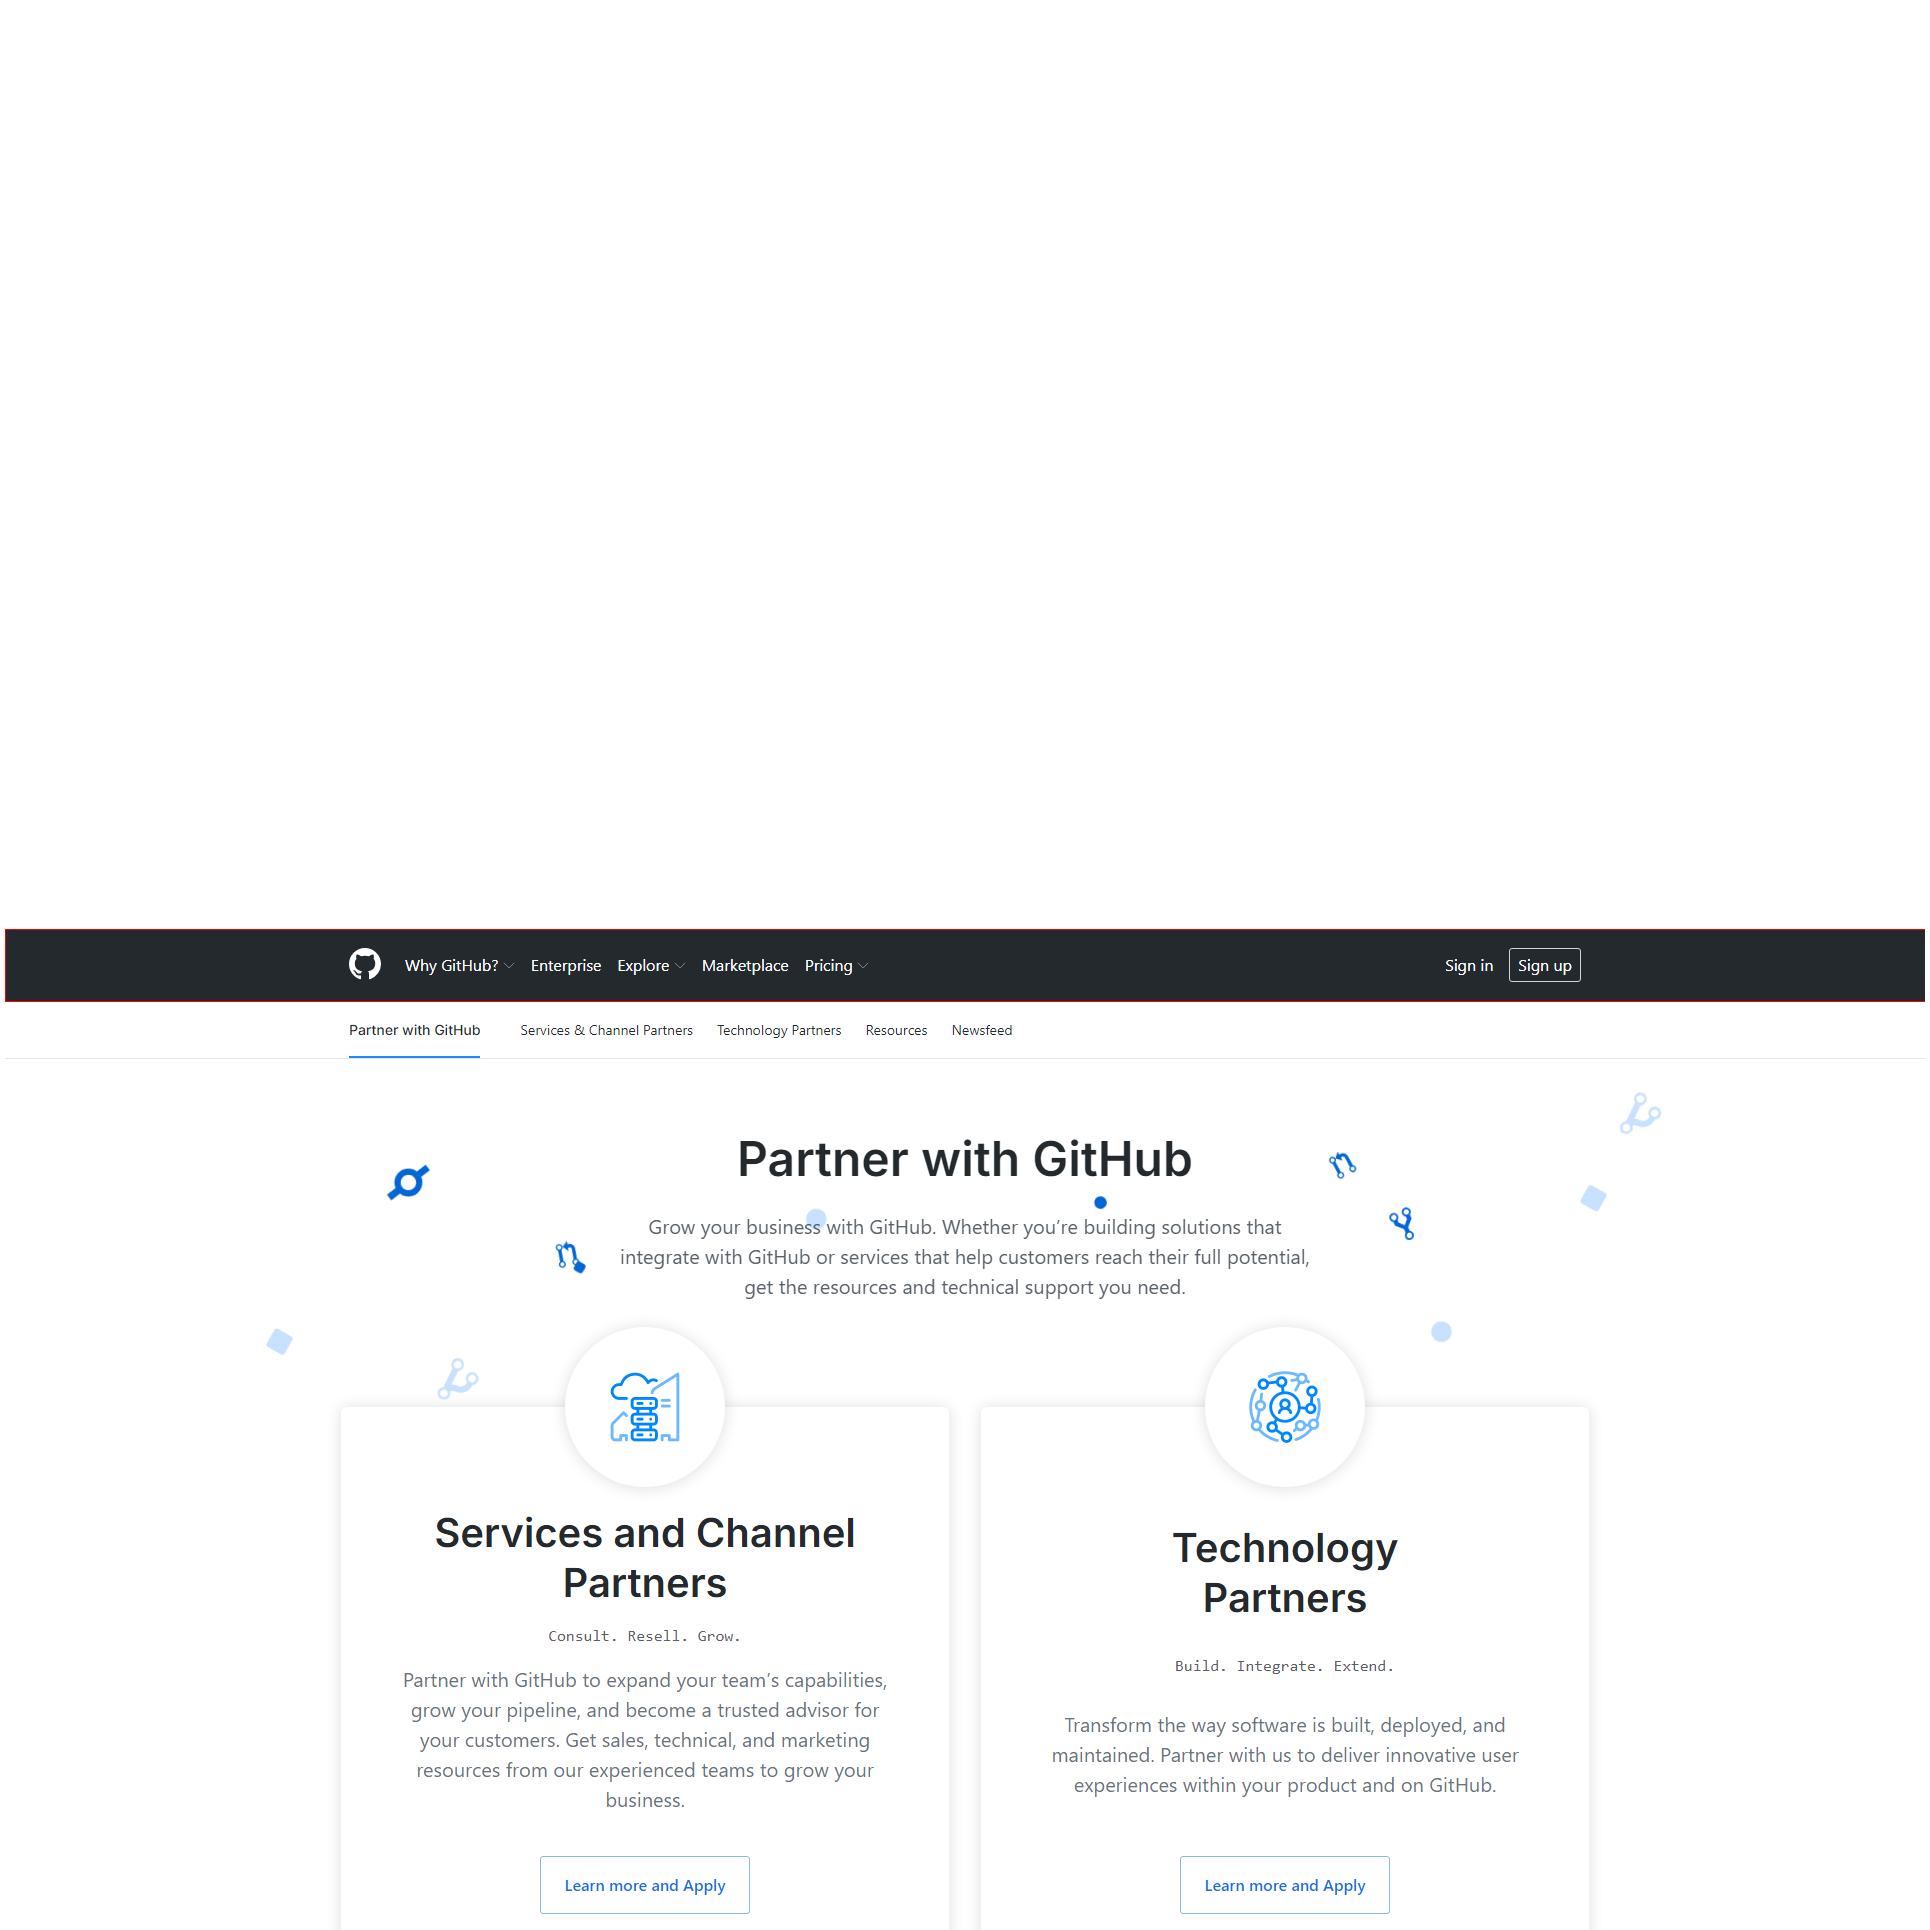 Why GitHub? Enterprise Explore Marketplace Pricing Sign in Sign up
Partner with GitHub Services & Channel Partners Technology Partners Resources Newsfeed
Partner with GitHub
Grow your business with GitHub. Whether you’re building solutions that
integrate with GitHub or services that help customers reach their full potential,
get the resources and technical support you need.
Services and Channel
Partners
Consult. Resell. Grow.
Partner with GitHub to expand your team’s capabilities,
grow your pipeline, and become a trusted advisor for
your customers. Get sales, technical, and marketing
resources from our experienced teams to grow your
business.
Learn more and Apply
Technology
Partners
Build. Integrate. Extend.
Transform the way software is built, deployed, and
maintained. Partner with us to deliver innovative user
experiences within your product and on GitHub.
Learn more and Apply